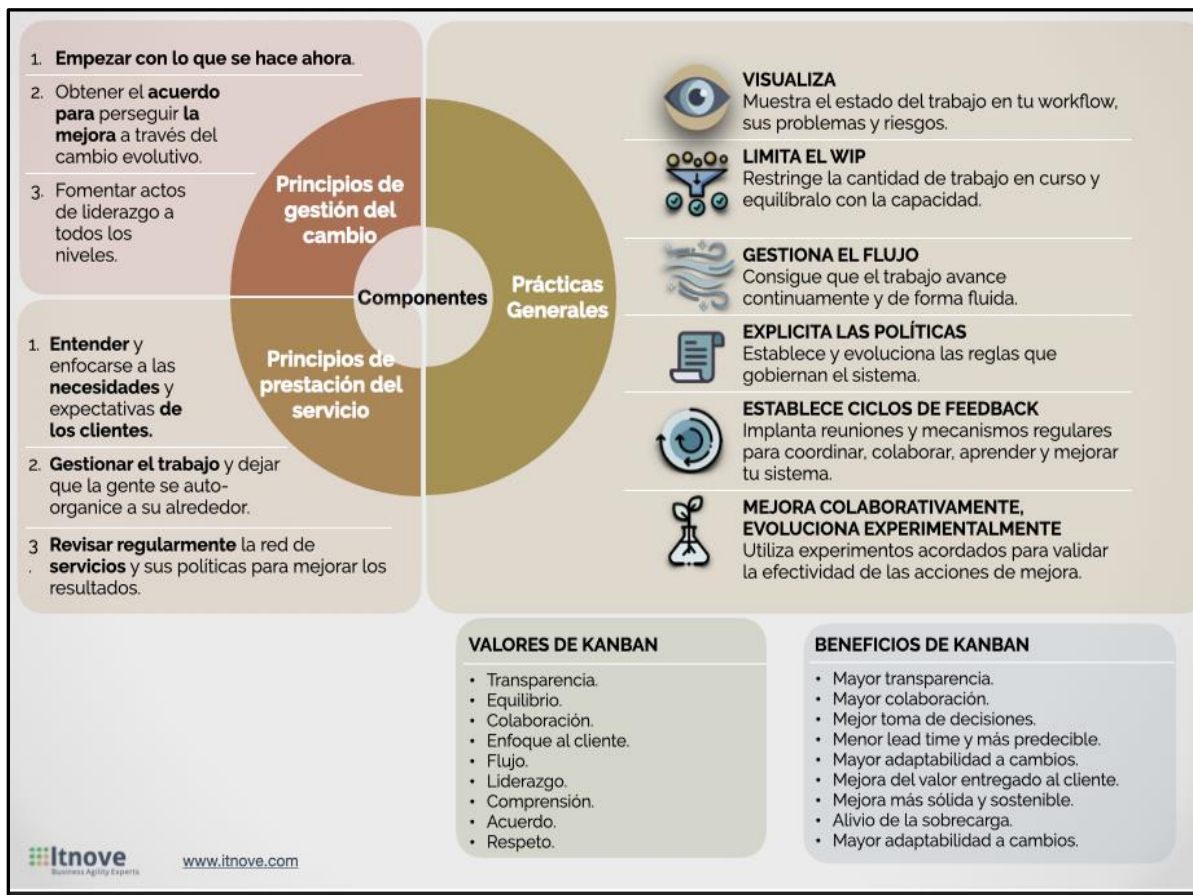 1. Empezar con lo que se hace ahora.
2. Obtener el acuerdo
para perseguir la
mejora a través del
cambio evolutivo.
3. Fomentar actos
de liderazgo a
todos los
niveles.
Principios de
gestión del
cambio
Componentes
Prácticas
Generales
Principios de
prestación del
servicio
1. Entender y
enfocarse a las
necesidades y
expectativas de
los clientes.
2. Gestionar el trabajo y dejar
que la gente se auto-
organice a su alrededor.
3 Revisar regularmente la red de
. servicios y sus políticas para mejorar los
resultados.
VISUALIZA
Muestra el estado del trabajo en tu workflow,
sus problemas y riesgos.
LIMITA EL WIP
Restringe la cantidad de trabajo en curso y
equilíbralo con la capacidad.
GESTIONA EL FLUJO
Consigue que el trabajo avance
continuamente y de forma fluida.
EXPLICITA LAS POLÍTICAS
Establece y evoluciona las reglas que
gobiernan el sistema.
ESTABLECE CICLOS DE FEEDBACK
Implanta reuniones y mecanismos regulares
para coordinar, colaborar, aprender y mejorar
tu sistema.
MEJORA COLABORATIVAMENTE,
EVOLUCIONA EXPERIMENTALMENTE
Utiliza experimentos acordados para validar
la efectividad de las acciones de mejora.
VALORES DE KANBAN
• Transparencia.
• Equilibrio.
• Colaboración.
• Enfoque al cliente.
• Flujo.
• Liderazgo.
• Comprensión.
• Acuerdo.
• Respeto.
BENEFICIOS DE KANBAN
• Mayor transparencia.
• Mayor colaboración.
• Mejor toma de decisiones.
• Menor lead time y más predecible.
• Mayor adaptabilidad a cambios.
• Mejora del valor entregado al cliente.
• Mejora más sólida y sostenible.
• Alivio de la sobrecarga.
• Mayor adaptabilidad a cambios.
Itnove
Business Agility Experts
www.itnove.com